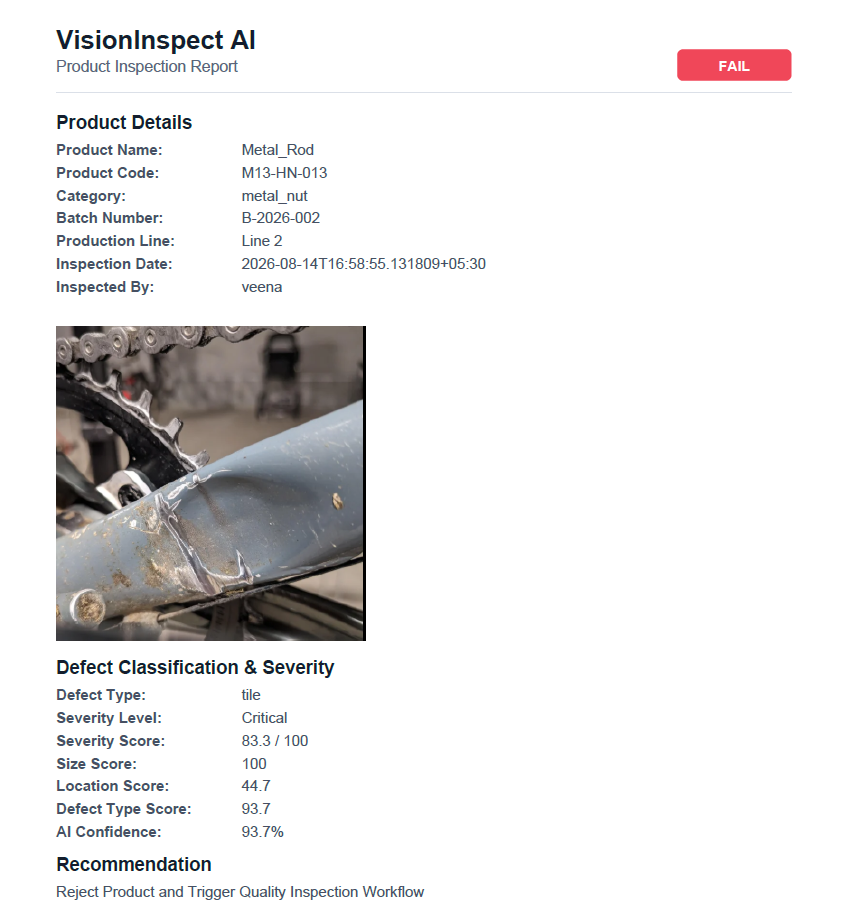 VisionInspect AI
Product Inspection Report
FAIL
Product Details
Product Name: Metal_Rod
Product Code: M13-HN-013
Category: metal_nut
Batch Number: B-2026-002
Production Line: Line 2
Inspection Date: 2026-08-14T16:58:55.131809+05:30
Inspected By: veena
Defect Classification & Severity
Defect Type: tile
Severity Level: Critical
Severity Score: 83.3 / 100
Size Score: 100
Location Score: 44.7
Defect Type Score: 93.7
AI Confidence: 93.7%
Recommendation
Reject Product and Trigger Quality Inspection Workflow